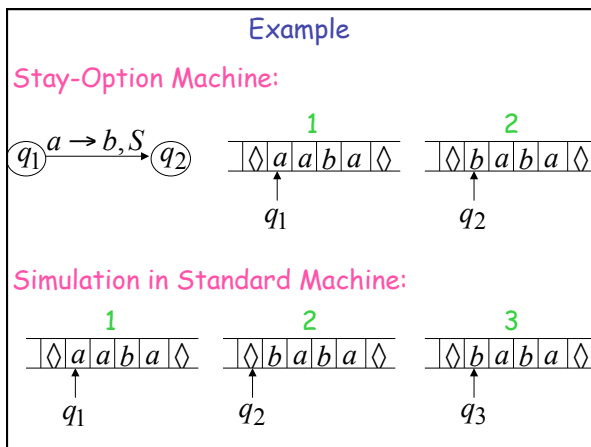 Example
Stay-Option Machine:
1 2
q1 a → b, S q2
◊ a a b a ◊ ◊ b a b a ◊
q1 q2
Simulation in Standard Machine:
1 2 3
◊ a a b a ◊ ◊ b a b a ◊ ◊ b a b a ◊
q1 q2 q3